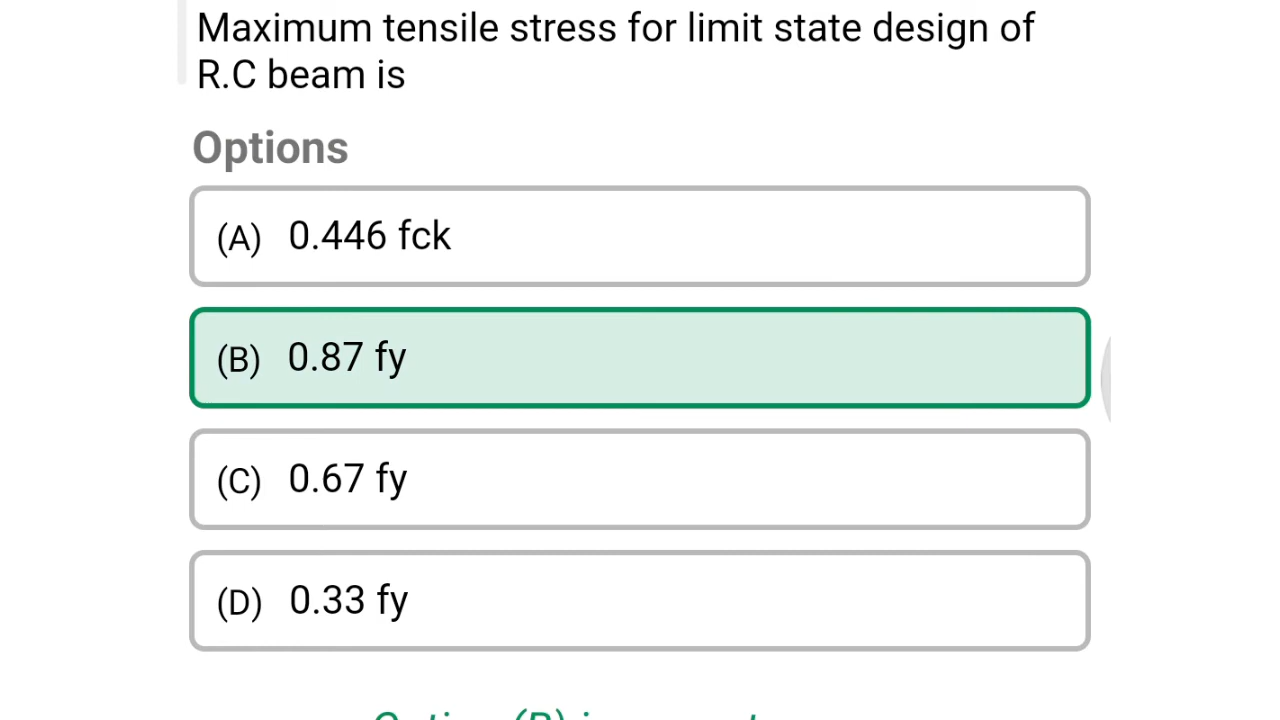 Maximum tensile stress for limit state design of
R.C beam is
Options
(A) 0.446 fck
(B) 0.87 fy
(C) 0.67 fy
(D) 0.33 fy